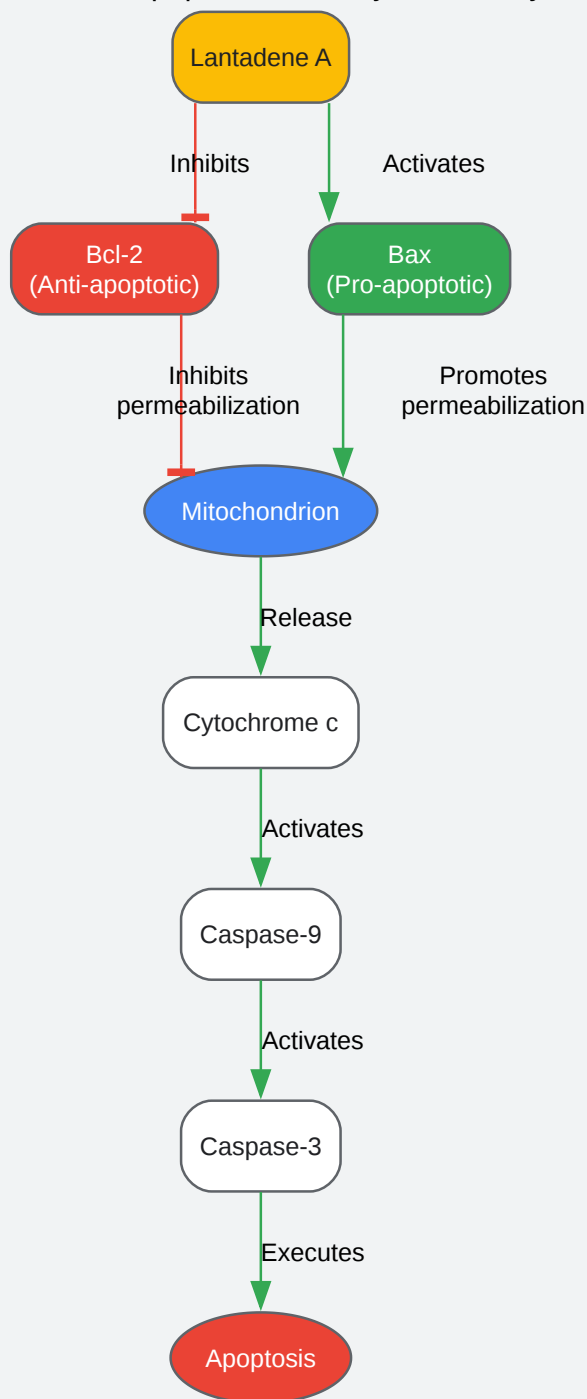 Lantadene A
Inhibits
Activates
Bcl-2
(Anti-apoptotic)
Bax
(Pro-apoptotic)
Inhibits
permeabilization
Promotes
permeabilization
Mitochondrion
Release
Cytochrome c
Activates
Caspase-9
Activates
Caspase-3
Executes
Apoptosis